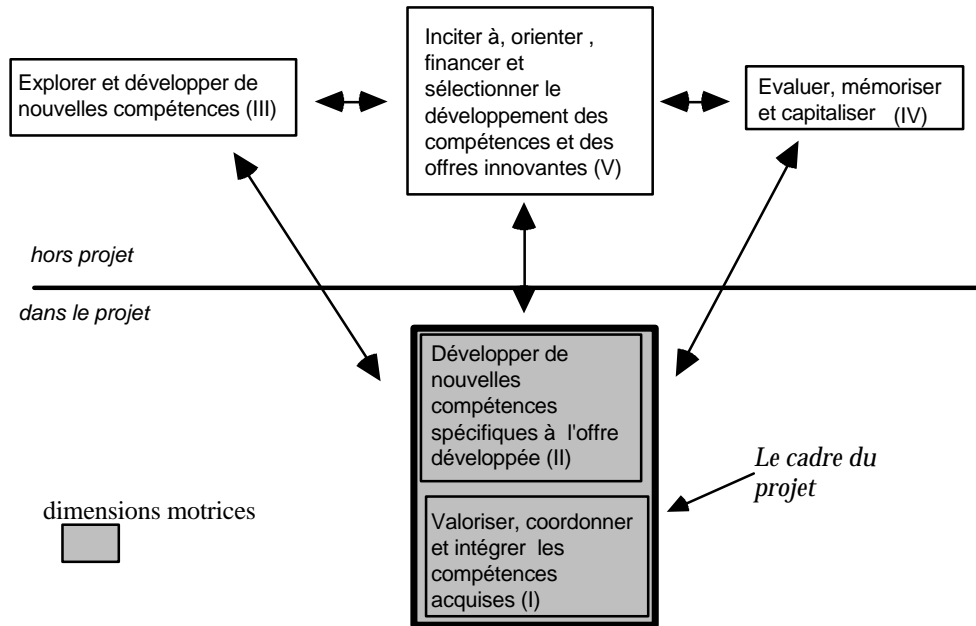 Explorer et développer de
nouvelles compétences (III)
Inciter à, orienter ,
financer et
sélectionner le
développement des
compétences et des
offres innovantes (V)
Evaluer, mémoriser
et capitaliser (IV)
hors projet
dans le projet
Développer de
nouvelles
compétences
spécifiques à l'offre
développée (II)
Le cadre du
projet
dimensions motrices
Valoriser, coordonner
et intégrer les
compétences
acquises (I)